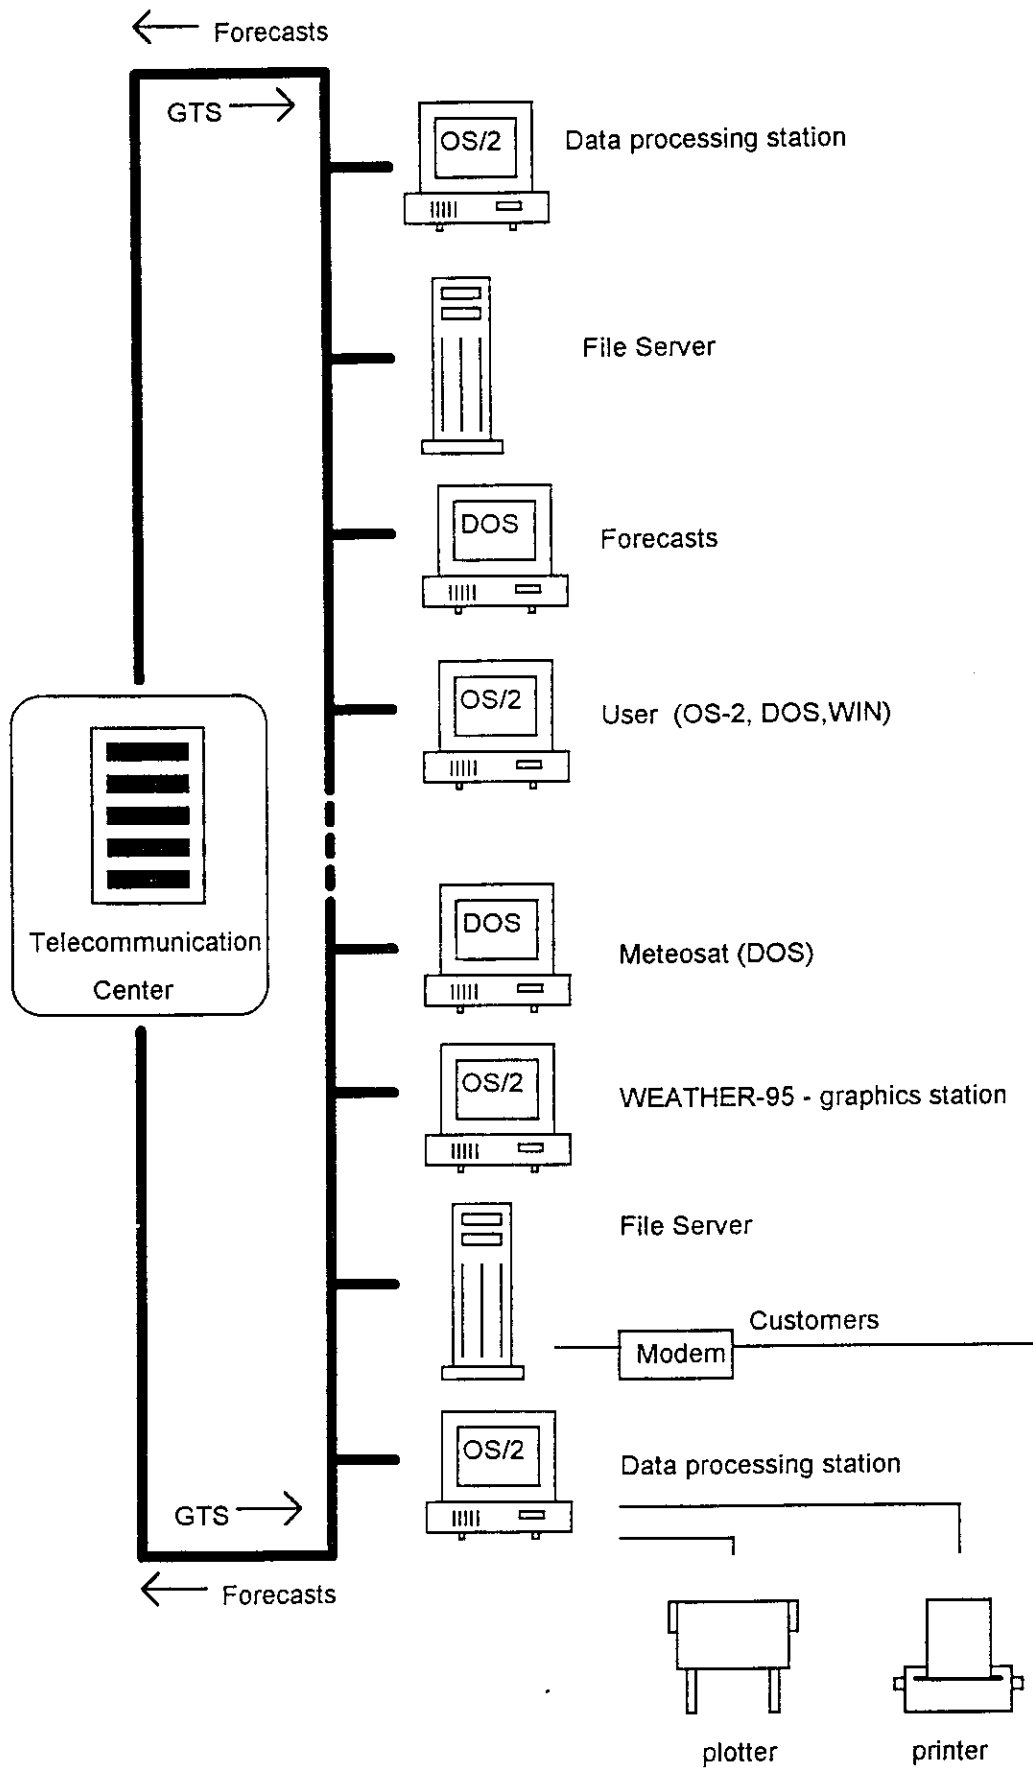 Forecasts
GTS
OS/2
Data processing station
File Server
DOS
Forecasts
OS/2
User (OS-2, DOS,WIN)
Telecommunication
Center
DOS
Meteosat (DOS)
OS/2
WEATHER-95 - graphics station
File Server
Customers
Modem
OS/2
Data processing station
GTS
Forecasts
plotter
printer